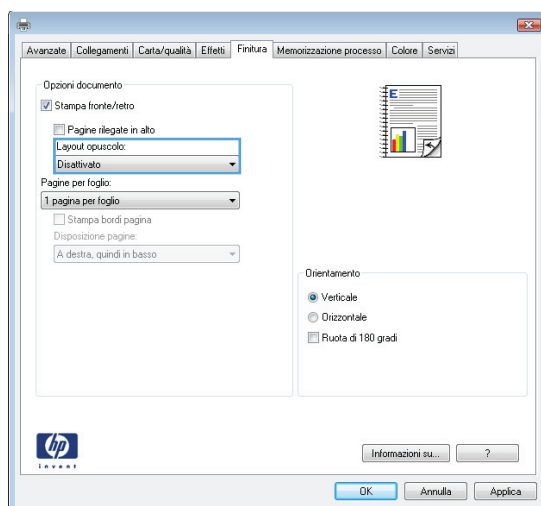 Avanzate Collegamenti Carta/qualità Effetti Finitura Memorizzazione processo Colore Servizi
Opzioni documento
Stampa fronte/retro
Pagine rilegate in alto
Layout opuscolo:
Disattivato
Pagine per foglio:
1 pagina per foglio
Stampa bordi pagina
Disposizione pagine:
A destra, quindi in basso
E
Orientamento
Verticale
Orizzontale
Ruota di 180 gradi
hp
invent
Informazioni su... ?
OK Annulla Applica